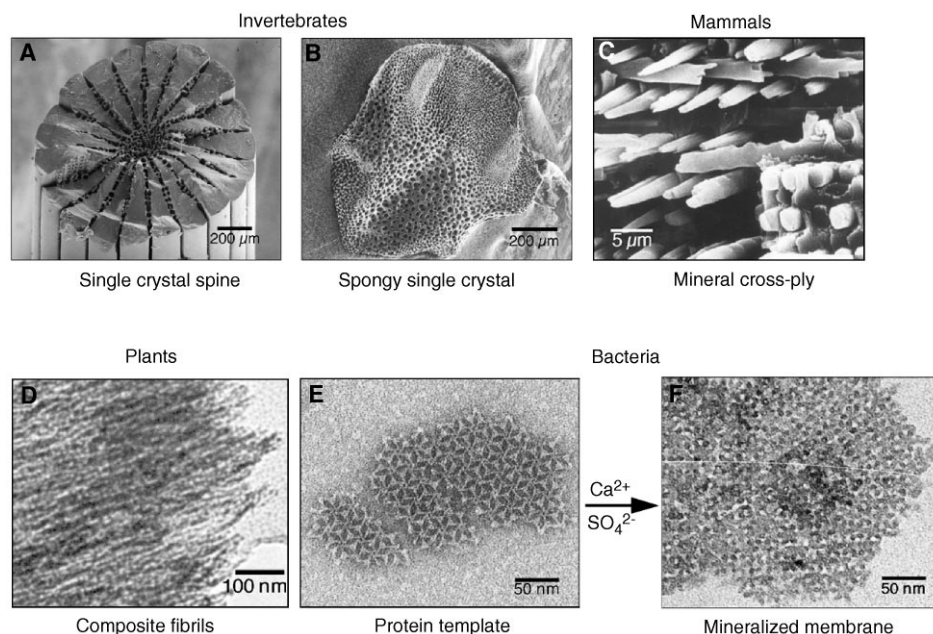 Invertebrates
Mammals
A
B
C
200 µm
200 µm
5 µm
Single crystal spine
Spongy single crystal
Mineral cross-ply
Plants
Bacteria
D
E
F
Ca²⁺
SO₄²⁻
100 nm
50 nm
50 nm
Composite fibrils
Protein template
Mineralized membrane